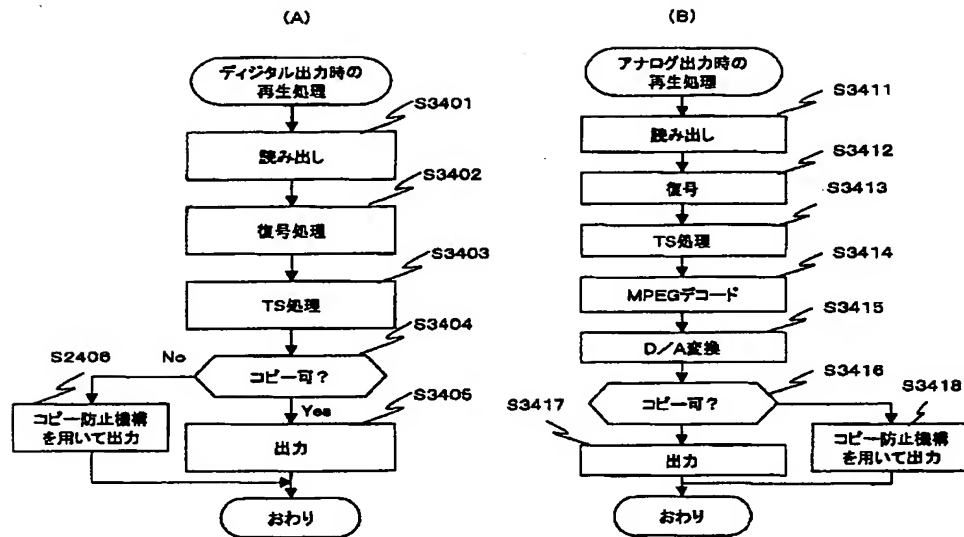 (A)
ディジタル出力時の
再生処理
S3401
読み出し
S3402
復号処理
S3403
TS処理
S3404
コピー可?
No
Yes
S2406
コピー防止機構
を用いて出力
S3405
出力
おわり
(B)
アナログ出力時の
再生処理
S3411
読み出し
S3412
復号
S3413
TS処理
S3414
MPEGデコード
S3415
D/A変換
S3416
コピー可?
S3417
出力
S3418
コピー防止機構
を用いて出力
おわり